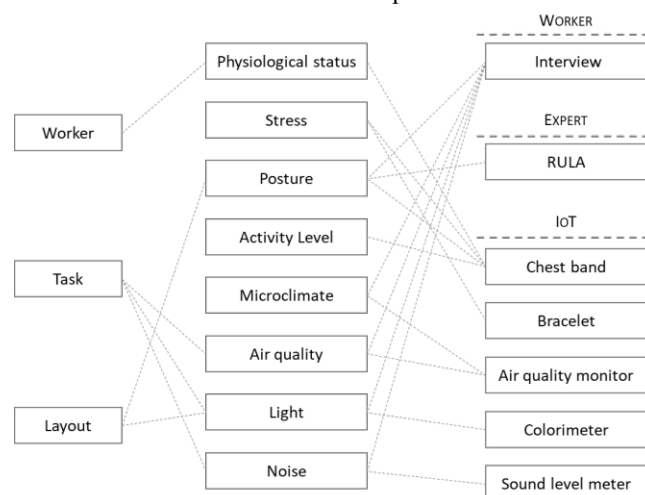 Worker
Task
Layout
Physiological status
Stress
Posture
Activity Level
Microclimate
Air quality
Light
Noise
WORKER
Interview
EXPERT
RULA
IOT
Chest band
Bracelet
Air quality monitor
Colorimeter
Sound level meter